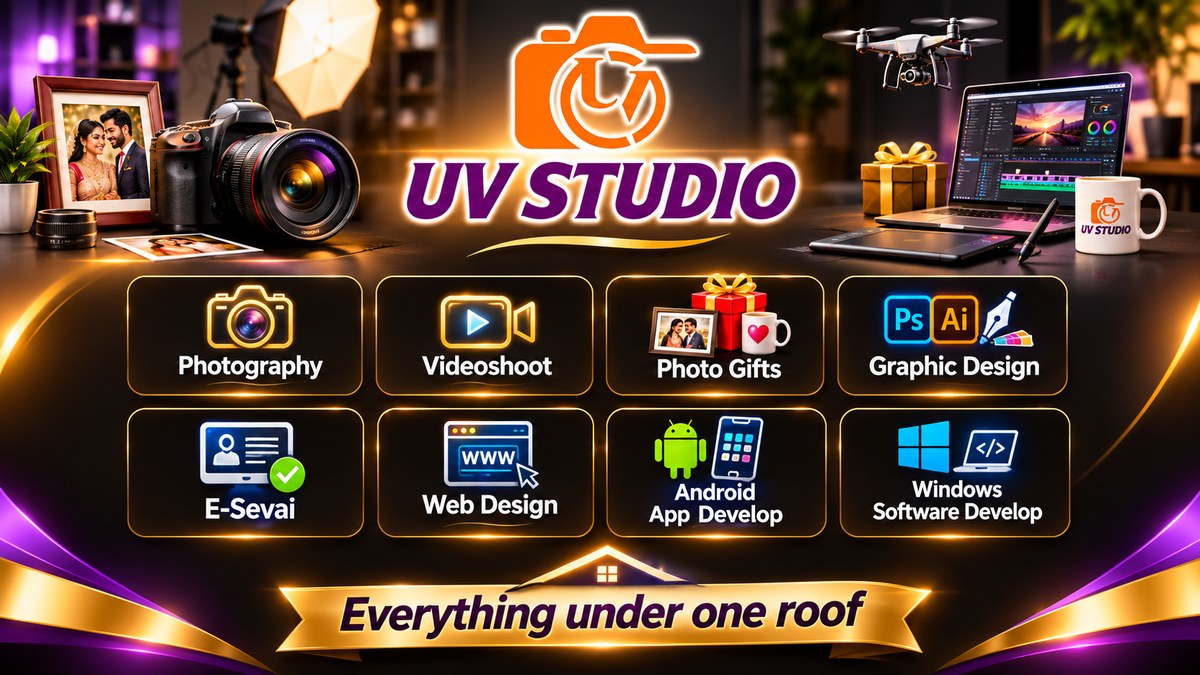 UV
UV STUDIO
UV STUDIO
Photography
Videoshoot
Photo Gifts
Ps Ai
Graphic Design
E-Sevai
www
Web Design
Android
App Develop
</>
Windows
Software Develop
Everything under one roof